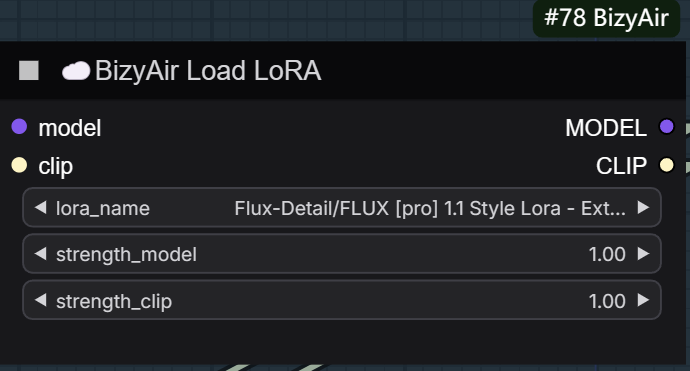 #78 BizyAir
BizyAir Load LoRA
model MODEL
clip CLIP
lora_name Flux-Detail/FLUX [pro] 1.1 Style Lora - Ext...
strength_model 1.00
strength_clip 1.00